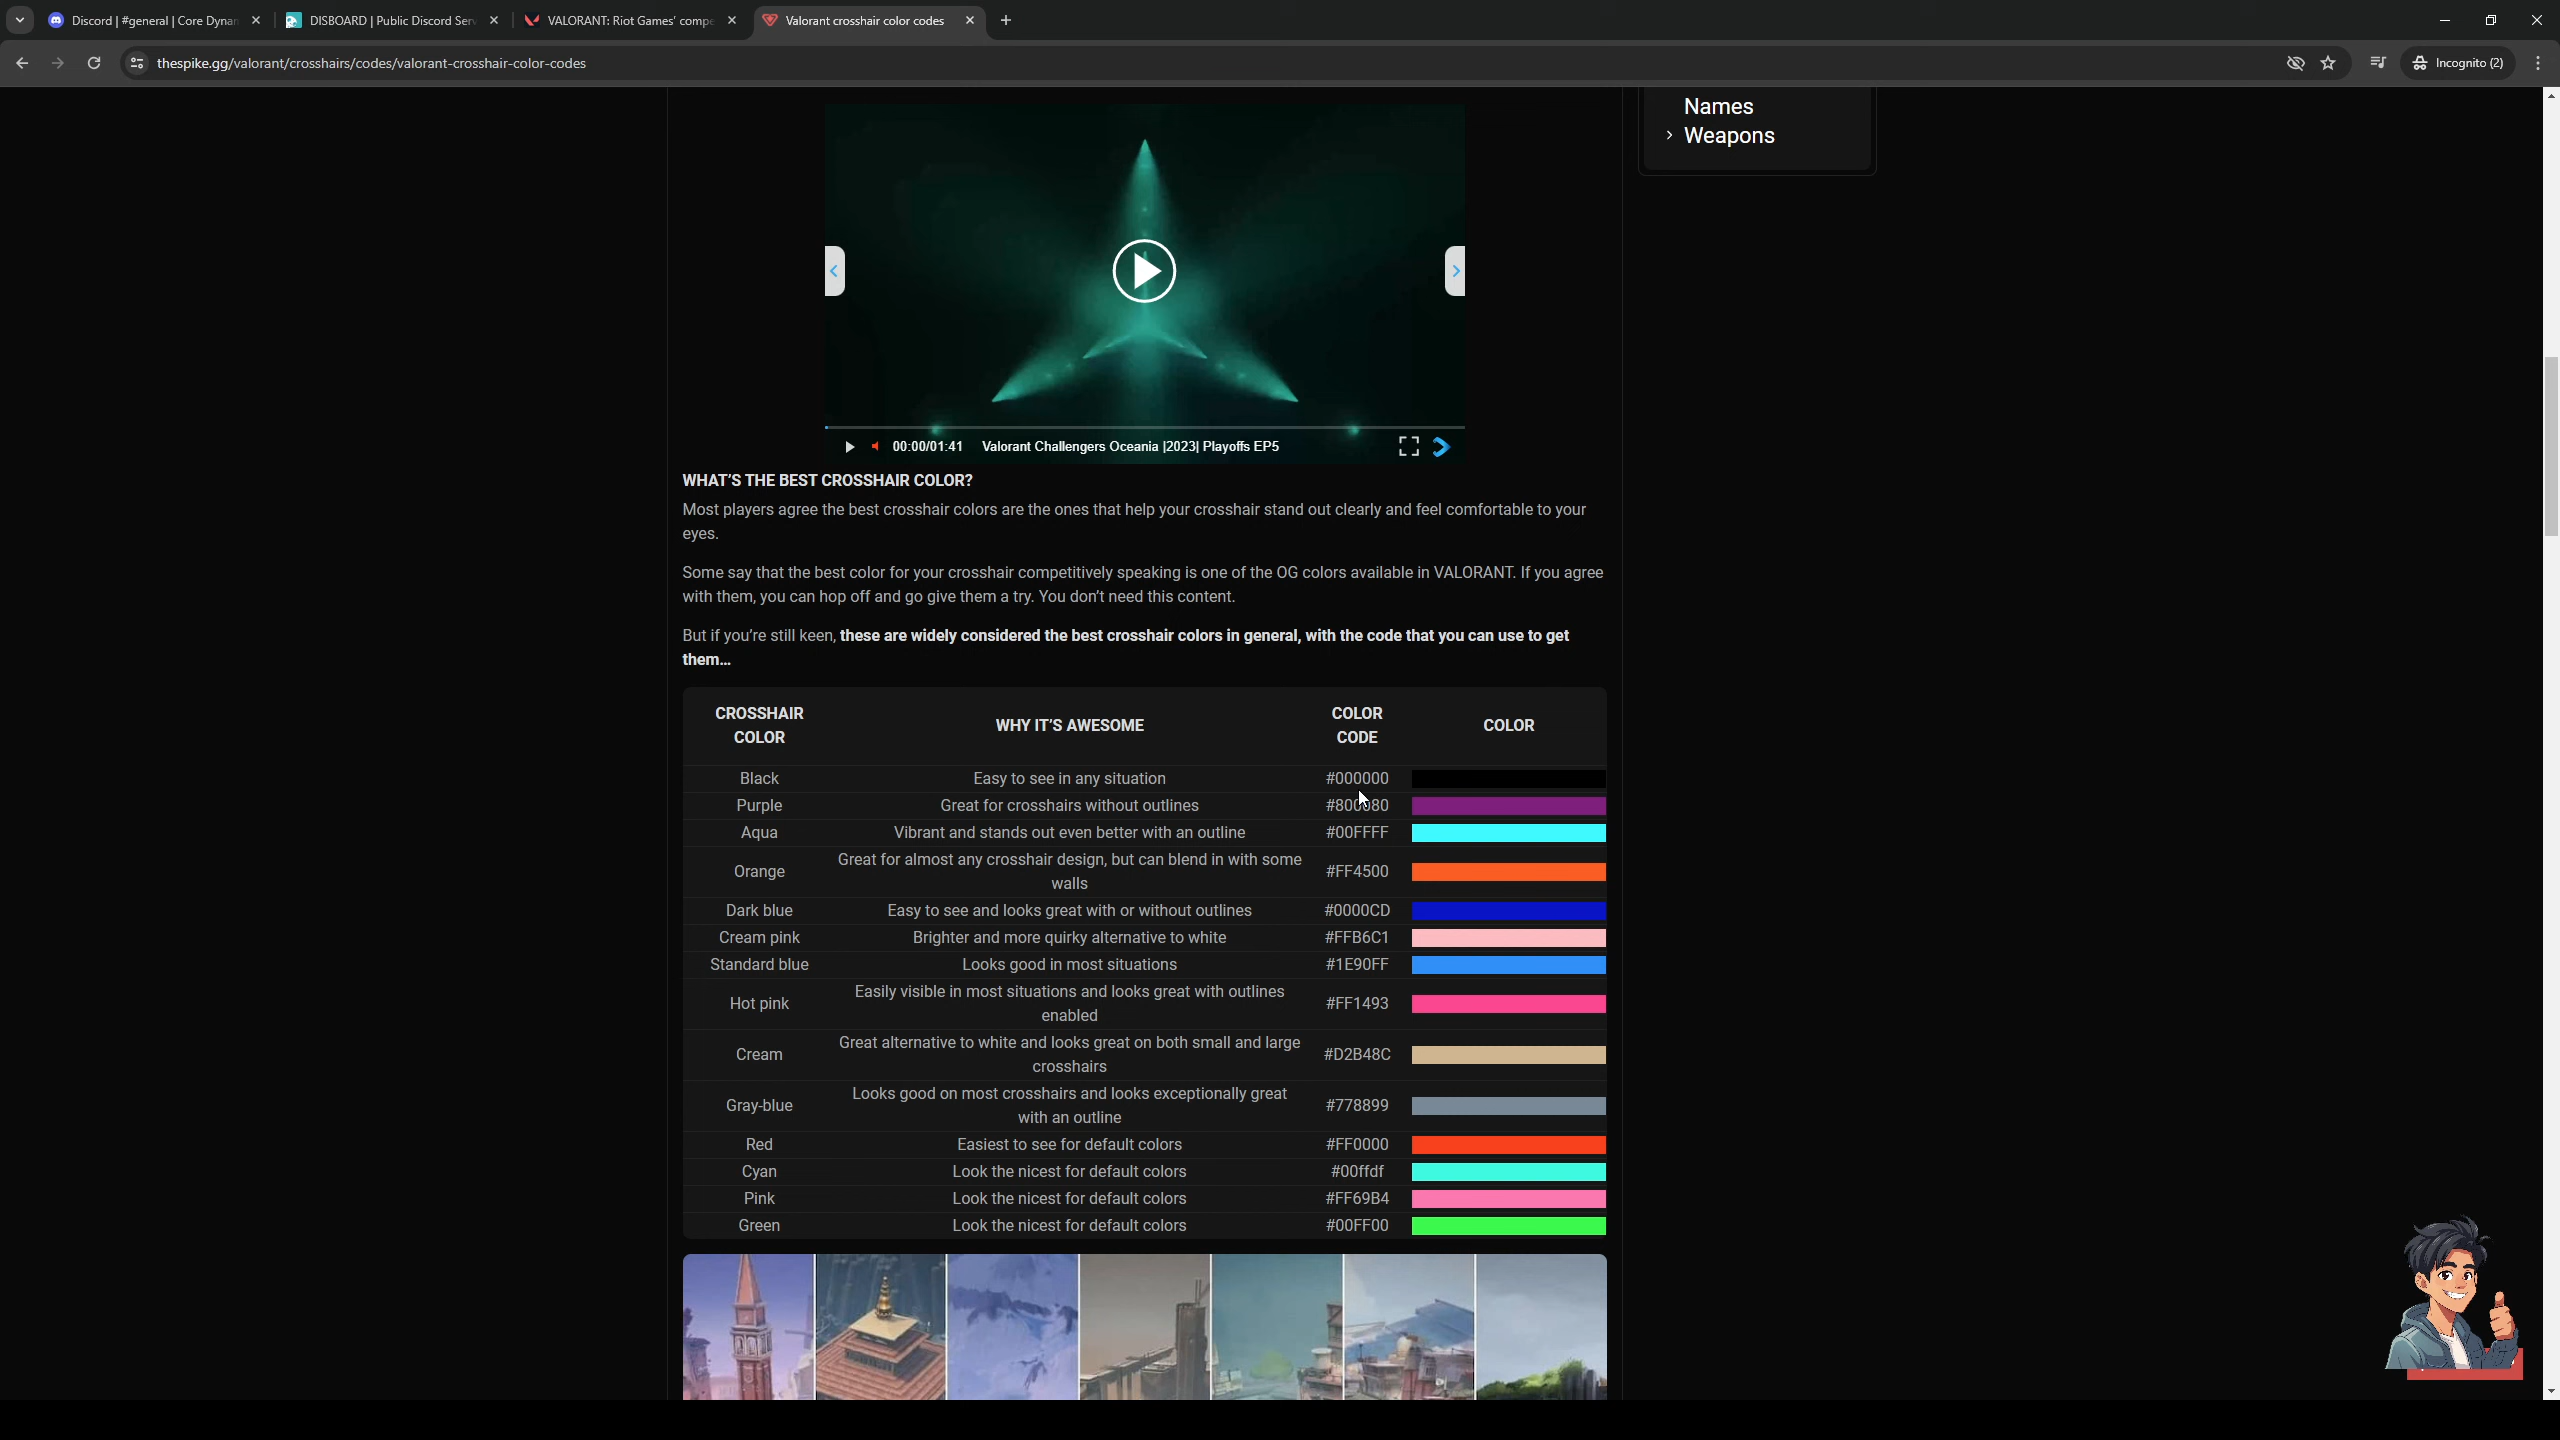 Discord | #general | Core Dynan
DISBOARD | Public Discord Serv
VALORANT: Riot Games' compe
Valorant crosshair color codes
thespike.gg/valorant/crosshairs/codes/valorant-crosshair-color-codes
Incognito (2)
Names
Weapons
00:00/01:41 Valorant Challengers Oceania |2023| Playoffs EP5
WHAT'S THE BEST CROSSHAIR COLOR?
Most players agree the best crosshair colors are the ones that help your crosshair stand out clearly and feel comfortable to your
eyes.
Some say that the best color for your crosshair competitively speaking is one of the OG colors available in VALORANT. If you agree
with them, you can hop off and go give them a try. You don't need this content.
But if you're still keen, these are widely considered the best crosshair colors in general, with the code that you can use to get
them…
CROSSHAIR COLOR WHY IT'S AWESOME COLOR CODE COLOR
Black Easy to see in any situation #000000
Purple Great for crosshairs without outlines #800080
Aqua Vibrant and stands out even better with an outline #00FFFF
Orange Great for almost any crosshair design, but can blend in with some walls #FF4500
Dark blue Easy to see and looks great with or without outlines #0000CD
Cream pink Brighter and more quirky alternative to white #FFB6C1
Standard blue Looks good in most situations #1E90FF
Hot pink Easily visible in most situations and looks great with outlines enabled #FF1493
Cream Great alternative to white and looks great on both small and large crosshairs #D2B48C
Gray-blue Looks good on most crosshairs and looks exceptionally great with an outline #778899
Red Easiest to see for default colors #FF0000
Cyan Look the nicest for default colors #00ffdf
Pink Look the nicest for default colors #FF69B4
Green Look the nicest for default colors #00FF00